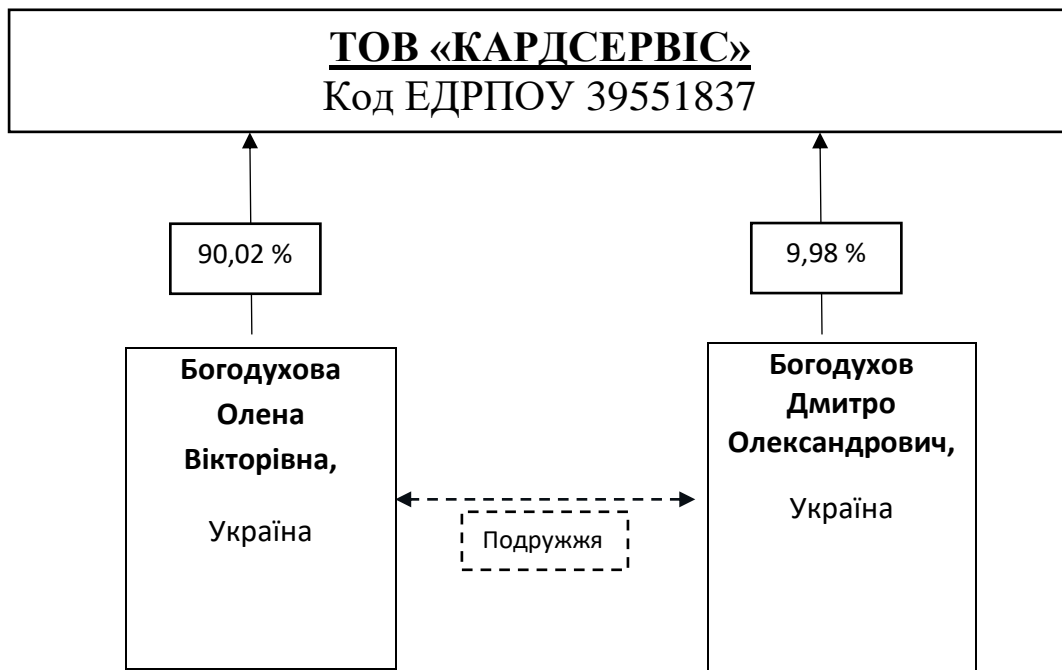 ТОВ «КАРДСЕРВІС»
Код ЕДРПОУ 39551837
90,02 %
9,98 %
Богодухова
Олена
Вікторівна,
Україна
Богодухов
Дмитро
Олександрович,
Україна
Подружжя